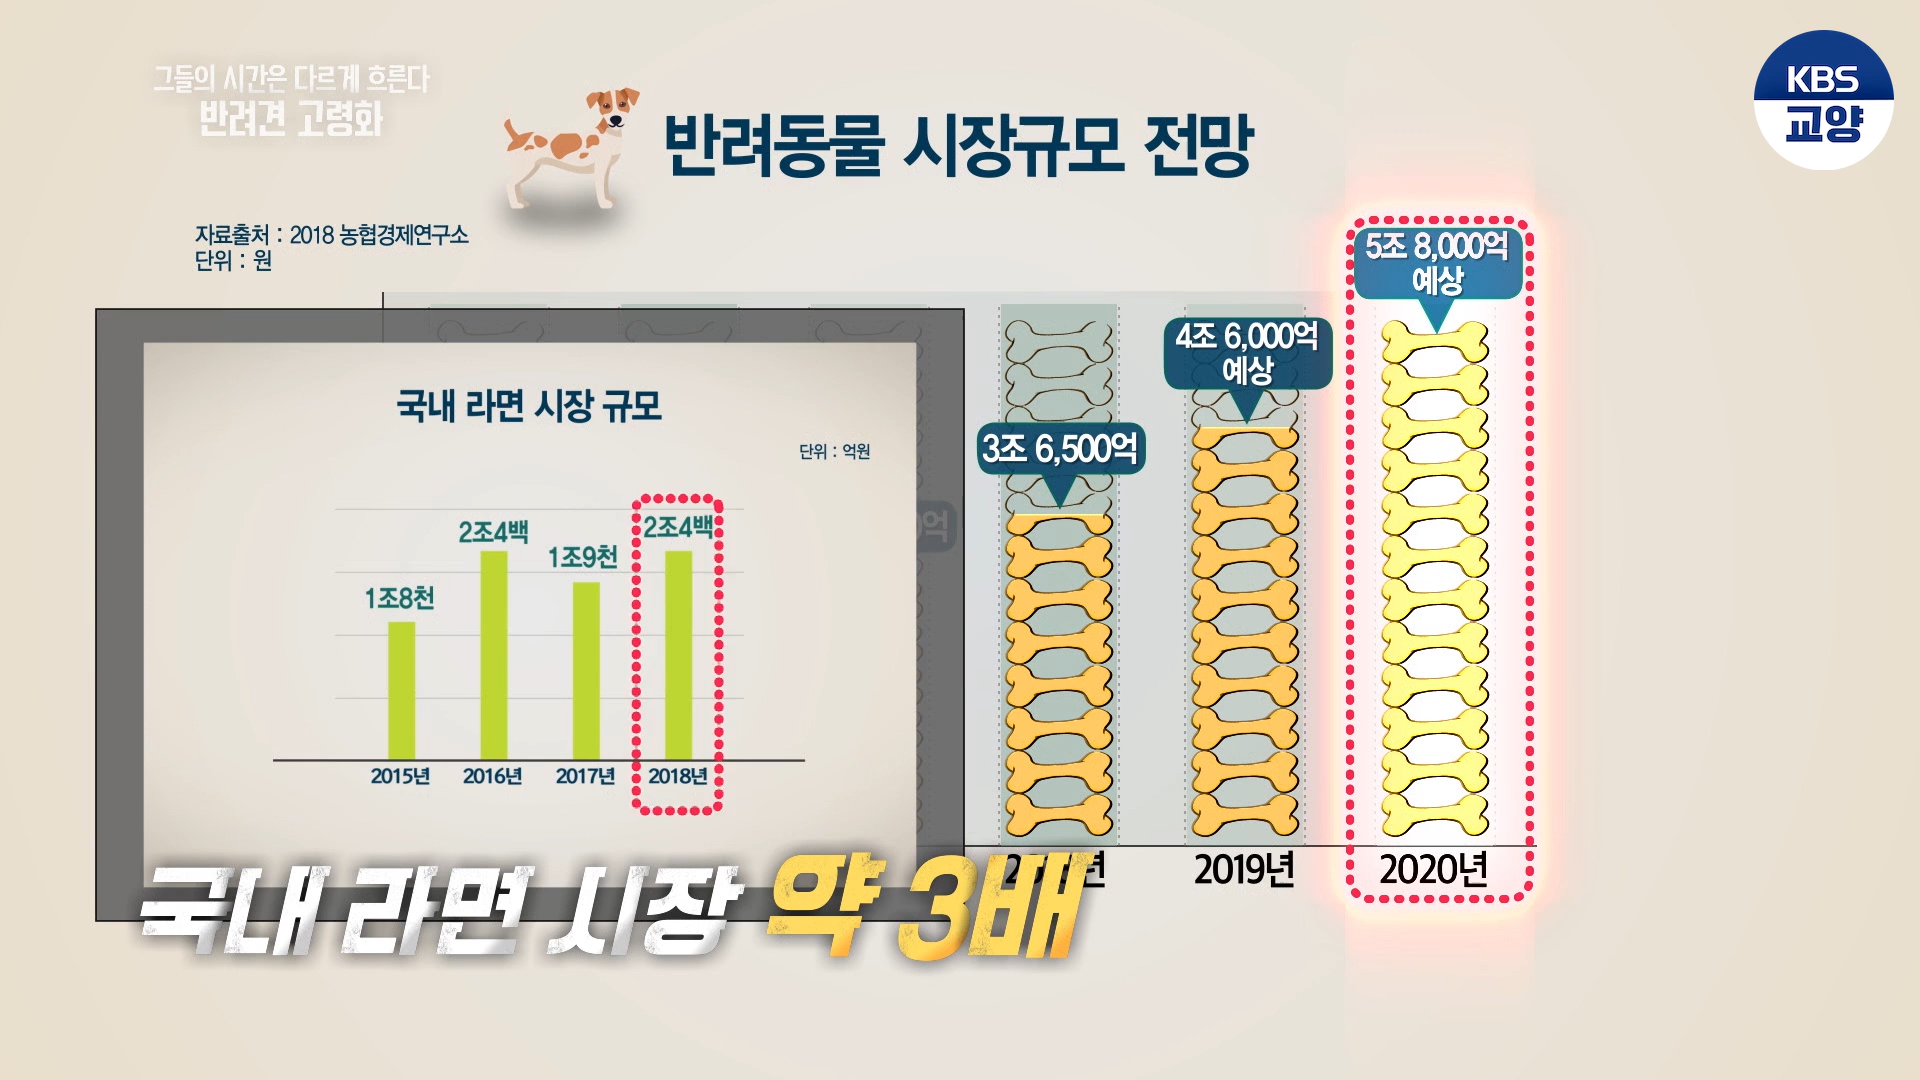 그들의 시간은 다르게 흐른다
반려견 고령화
KBS
교양
반려동물 시장규모 전망
자료출처 : 2018 농협경제연구소
단위 : 원
5조 8,000억
예상
4조 6,000억
예상
3조 6,500억
억
국내 라면 시장 규모
단위 : 억원
1조8천
2조4백
1조9천
2조4백
2015년
2016년
2017년
2018년
2019년
2020년
국내 라면 시장 약 3배